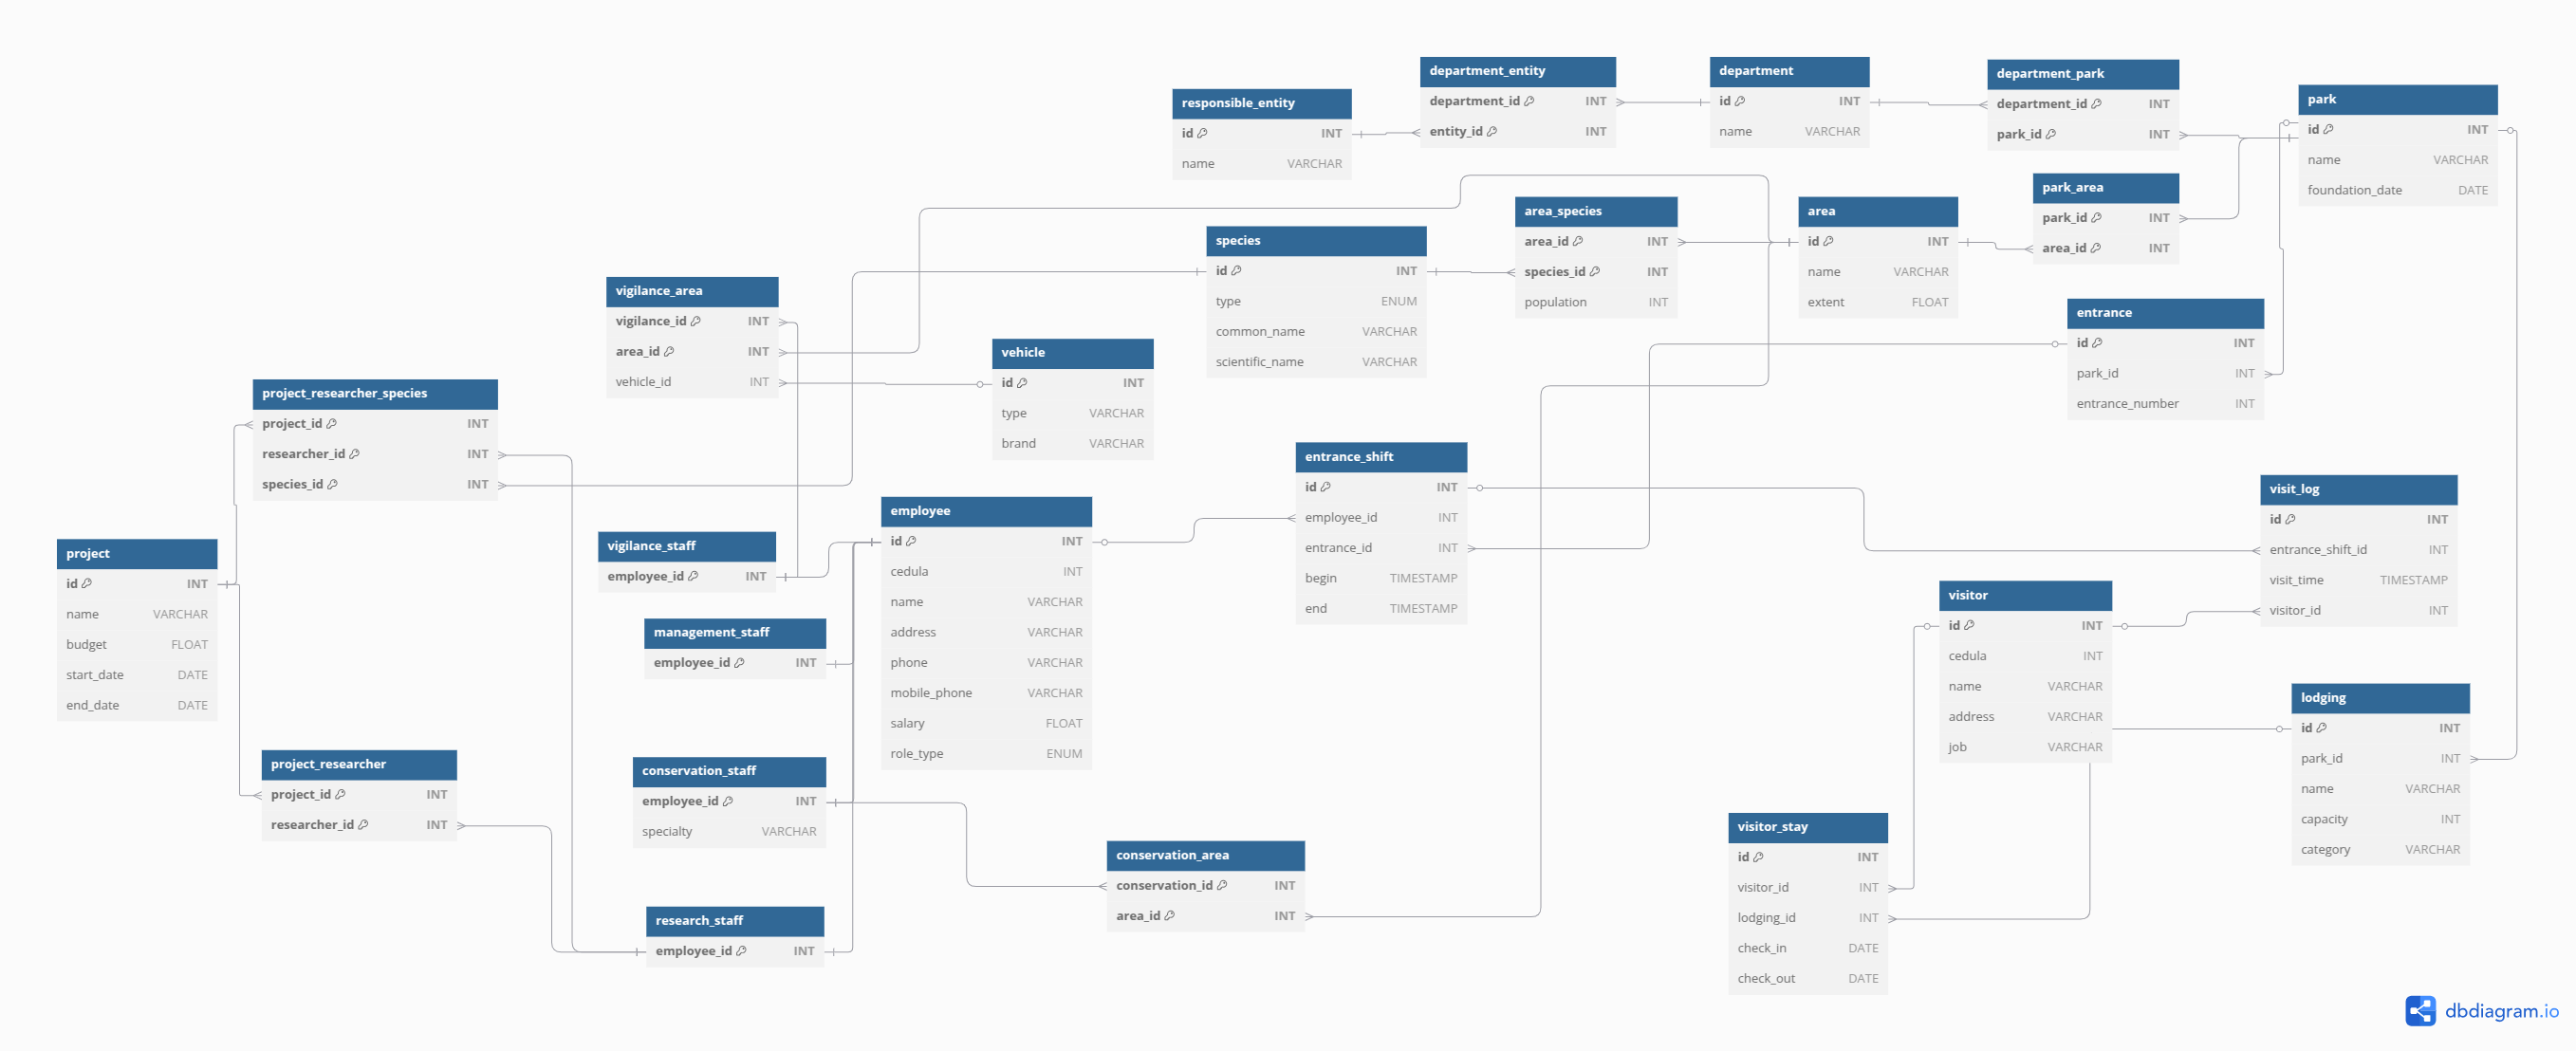 responsible_entity
id INT
name VARCHAR
department_entity
department_id INT
entity_id INT
department
id INT
name VARCHAR
department_park
department_id INT
park_id INT
park
id INT
name VARCHAR
foundation_date DATE
park_area
park_id INT
area_id INT
area_species
area_id INT
species_id INT
population INT
area
id INT
name VARCHAR
extent FLOAT
species
id INT
type ENUM
common_name VARCHAR
scientific_name VARCHAR
vigilance_area
vigilance_id INT
area_id INT
vehicle_id INT
vehicle
id INT
type VARCHAR
brand VARCHAR
entrance
id INT
park_id INT
entrance_number INT
project_researcher_species
project_id INT
researcher_id INT
species_id INT
entrance_shift
id INT
employee_id INT
entrance_id INT
begin TIMESTAMP
end TIMESTAMP
visit_log
id INT
entrance_shift_id INT
visit_time TIMESTAMP
visitor_id INT
project
id INT
name VARCHAR
budget FLOAT
start_date DATE
end_date DATE
vigilance_staff
employee_id INT
employee
id INT
cedula INT
name VARCHAR
address VARCHAR
phone VARCHAR
mobile_phone VARCHAR
salary FLOAT
role_type ENUM
management_staff
employee_id INT
visitor
id INT
cedula INT
name VARCHAR
address VARCHAR
job VARCHAR
lodging
id INT
park_id INT
name VARCHAR
capacity INT
category VARCHAR
project_researcher
project_id INT
researcher_id INT
conservation_staff
employee_id INT
specialty VARCHAR
conservation_area
conservation_id INT
area_id INT
visitor_stay
id INT
visitor_id INT
lodging_id INT
check_in DATE
check_out DATE
research_staff
employee_id INT
dbdiagram.io